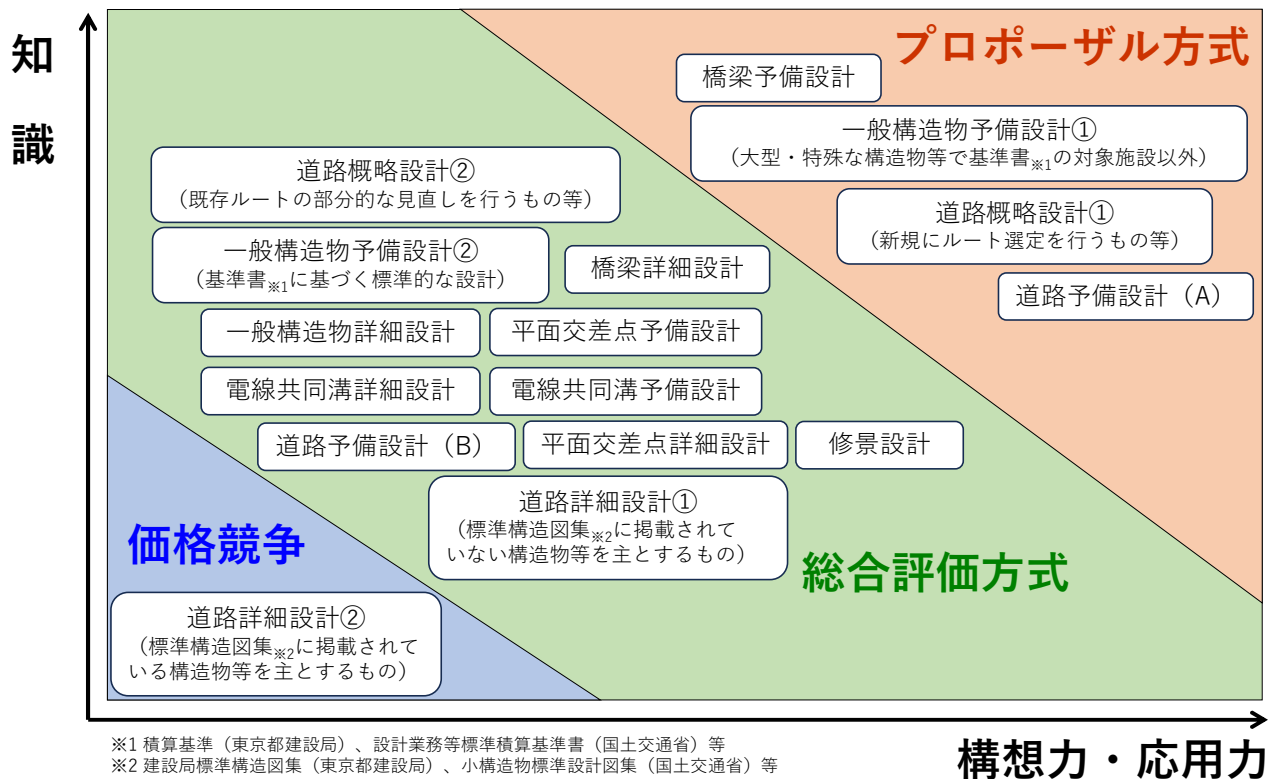 知
識
プロポーザル方式
橋梁予備設計
一般構造物予備設計①
（大型・特殊な構造物等で基準書※1の対象施設以外）
道路概略設計②
（既存ルートの部分的な見直しを行うもの等）
道路概略設計①
（新規にルート選定を行うもの等）
一般構造物予備設計②
（基準書※1に基づく標準的な設計）
橋梁詳細設計
道路予備設計（A）
一般構造物詳細設計
平面交差点予備設計
電線共同溝詳細設計
電線共同溝予備設計
道路予備設計（B）
平面交差点詳細設計
修景設計
道路詳細設計①
（標準構造図集※2に掲載されて
いない構造物等を主とするもの）
価格競争
総合評価方式
道路詳細設計②
（標準構造図集※2に掲載されて
いる構造物等を主とするもの）
構想力・応用力
※1 積算基準（東京都建設局）、設計業務等標準積算基準書（国土交通省）等
※2 建設局標準構造図集（東京都建設局）、小構造物標準設計図集（国土交通省）等